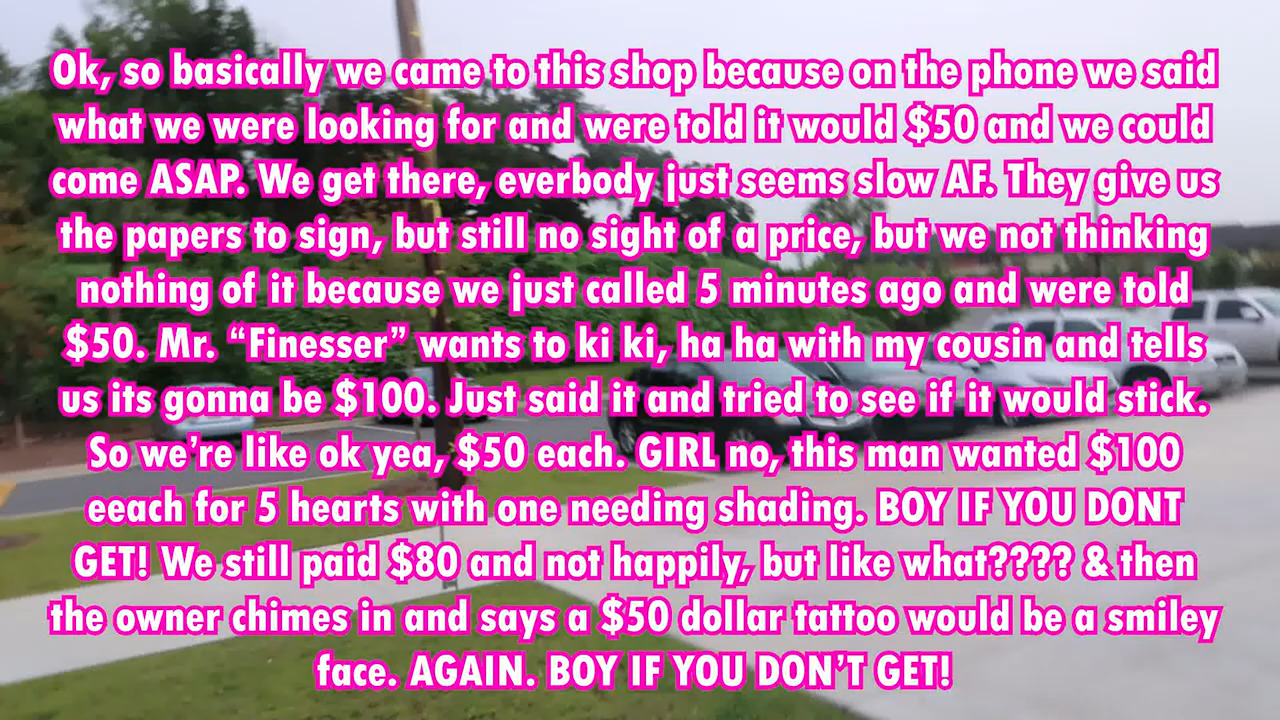 Ok, so basically we came to this shop because on the phone we said
what we were looking for and were told it would $50 and we could
come ASAP. We get there, everbody just seems slow AF. They give us
the papers to sign, but still no sight of a price, but we not thinking
nothing of it because we just called 5 minutes ago and were told
$50. Mr. “Finesser” wants to ki ki, ha ha with my cousin and tells
us its gonna be $100. Just said it and tried to see if it would stick.
So we’re like ok yea, $50 each. GIRL no, this man wanted $100
eeach for 5 hearts with one needing shading. BOY IF YOU DONT
GET! We still paid $80 and not happily, but like what???? & then
the owner chimes in and says a $50 dollar tattoo would be a smiley
face. AGAIN. BOY IF YOU DON’T GET!